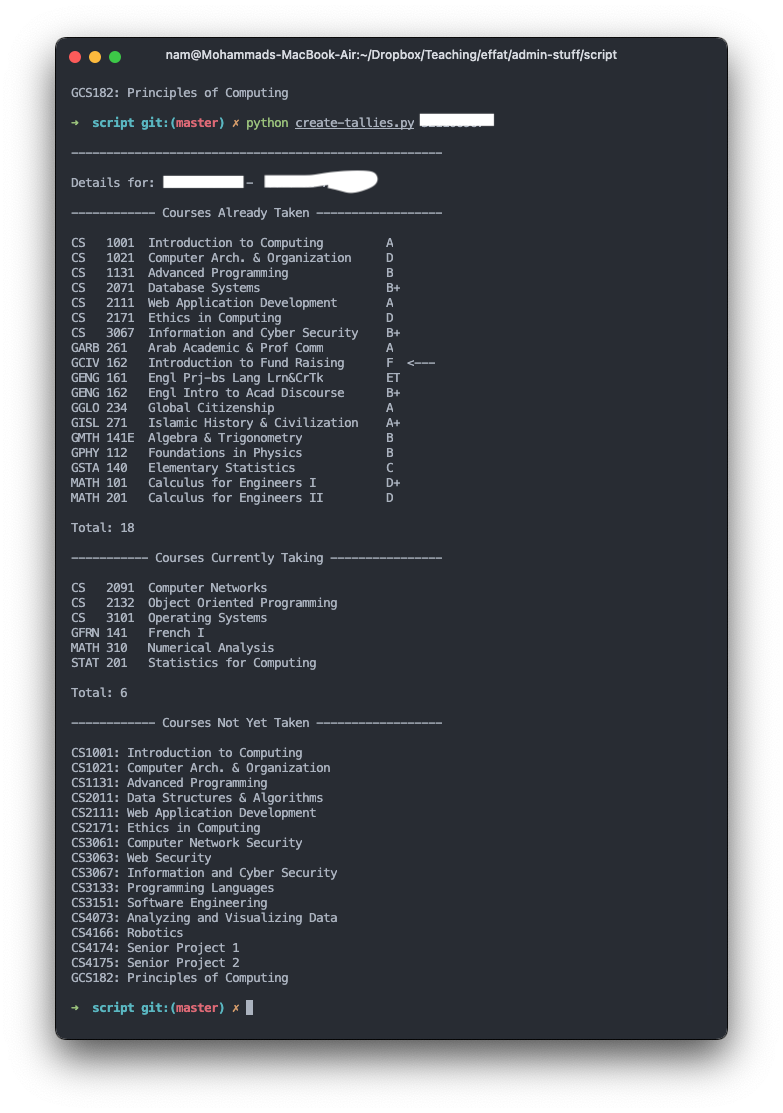 nam@Mohammads-MacBook-Air:~/Dropbox/Teaching/effat/admin-stuff/script
GCS182: Principles of Computing
➜  script git:(master) ✗ python create-tallies.py
-----------------------------------------------------
Details for: -
------------ Courses Already Taken ------------------
CS   1001  Introduction to Computing         A
CS   1021  Computer Arch. & Organization     D
CS   1131  Advanced Programming              B
CS   2071  Database Systems                  B+
CS   2111  Web Application Development       A
CS   2171  Ethics in Computing               D
CS   3067  Information and Cyber Security    B+
GARB 261   Arab Academic & Prof Comm         A
GCIV 162   Introduction to Fund Raising      F  <---
GENG 161   Engl Prj-bs Lang Lrn&CrTk         ET
GENG 162   Engl Intro to Acad Discourse      B+
GGLO 234   Global Citizenship                A
GISL 271   Islamic History & Civilization    A+
GMTH 141E  Algebra & Trigonometry            B
GPHY 112   Foundations in Physics            B
GSTA 140   Elementary Statistics             C
MATH 101   Calculus for Engineers I          D+
MATH 201   Calculus for Engineers II         D
Total: 18
----------- Courses Currently Taking ----------------
CS   2091  Computer Networks
CS   2132  Object Oriented Programming
CS   3101  Operating Systems
GFRN 141   French I
MATH 310   Numerical Analysis
STAT 201   Statistics for Computing
Total: 6
------------ Courses Not Yet Taken ------------------
CS1001: Introduction to Computing
CS1021: Computer Arch. & Organization
CS1131: Advanced Programming
CS2011: Data Structures & Algorithms
CS2111: Web Application Development
CS2171: Ethics in Computing
CS3061: Computer Network Security
CS3063: Web Security
CS3067: Information and Cyber Security
CS3133: Programming Languages
CS3151: Software Engineering
CS4073: Analyzing and Visualizing Data
CS4166: Robotics
CS4174: Senior Project 1
CS4175: Senior Project 2
GCS182: Principles of Computing
➜  script git:(master) ✗